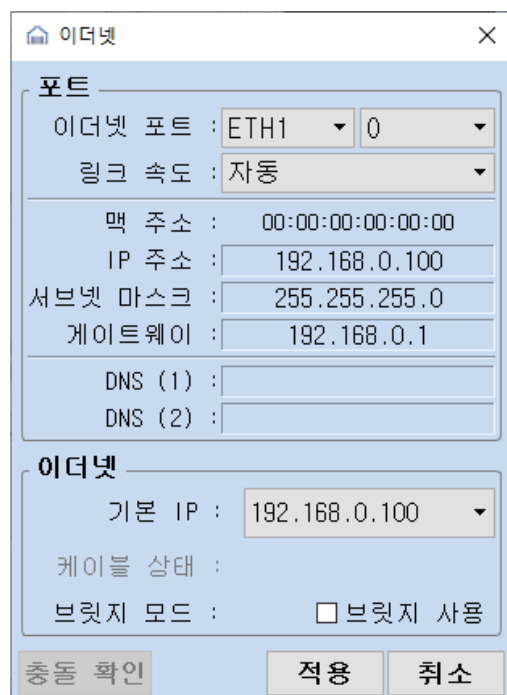 이더넷
포트
이더넷 포트 : ETH1 0
링크 속도 : 자동
맥 주소 : 00:00:00:00:00:00
IP 주소 : 192.168.0.100
서브넷 마스크 : 255.255.255.0
게이트웨이 : 192.168.0.1
DNS (1) :
DNS (2) :
이더넷
기본 IP : 192.168.0.100
케이블 상태 :
브릿지 모드 : 브릿지 사용
충돌 확인 적용 취소